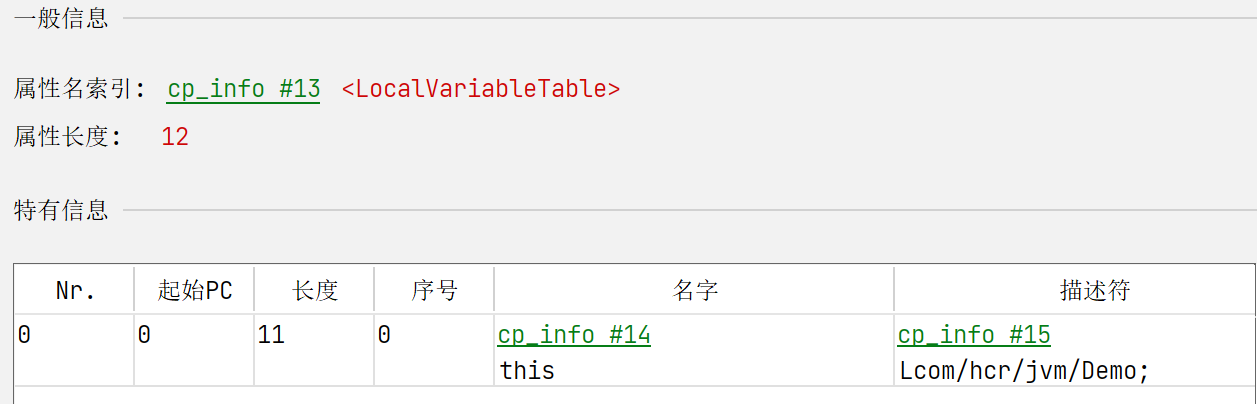 一般信息
属性名索引: cp_info #13 <LocalVariableTable>
属性长度: 12
特有信息
Nr. 起始PC 长度 序号 名字 描述符
0 0 11 0 cp_info #14 cp_info #15
this Lcom/hcr/jvm/Demo;